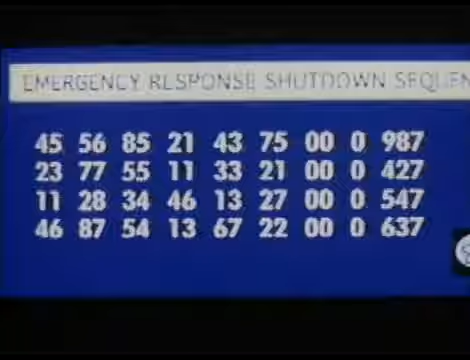 EMERGENCY RESPONSE SHUTDOWN SEQUEN
45 56 85 21 43 75 00 0 987
23 77 55 11 33 21 00 0 427
11 28 34 46 13 27 00 0 547
46 87 54 13 67 22 00 0 637